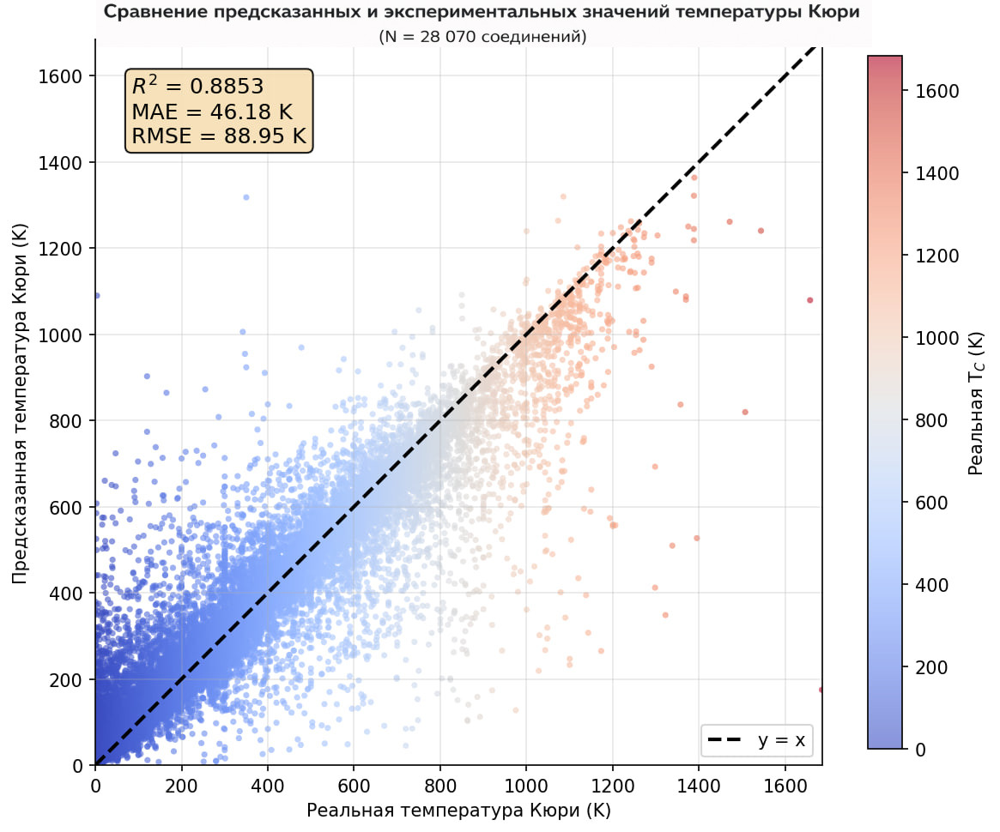 Сравнение предсказанных и экспериментальных значений температуры Кюри
(N = 28 070 соединений)
R² = 0.8853
MAE = 46.18 K
RMSE = 88.95 K
Предсказанная температура Кюри (K)
1600
1400
1200
1000
800
600
400
200
0
0 200 400 600 800 1000 1200 1400 1600
Реальная температура Кюри (K)
y = x
1600
1400
1200
1000
800
600
400
200
0
Реальная T_C (K)